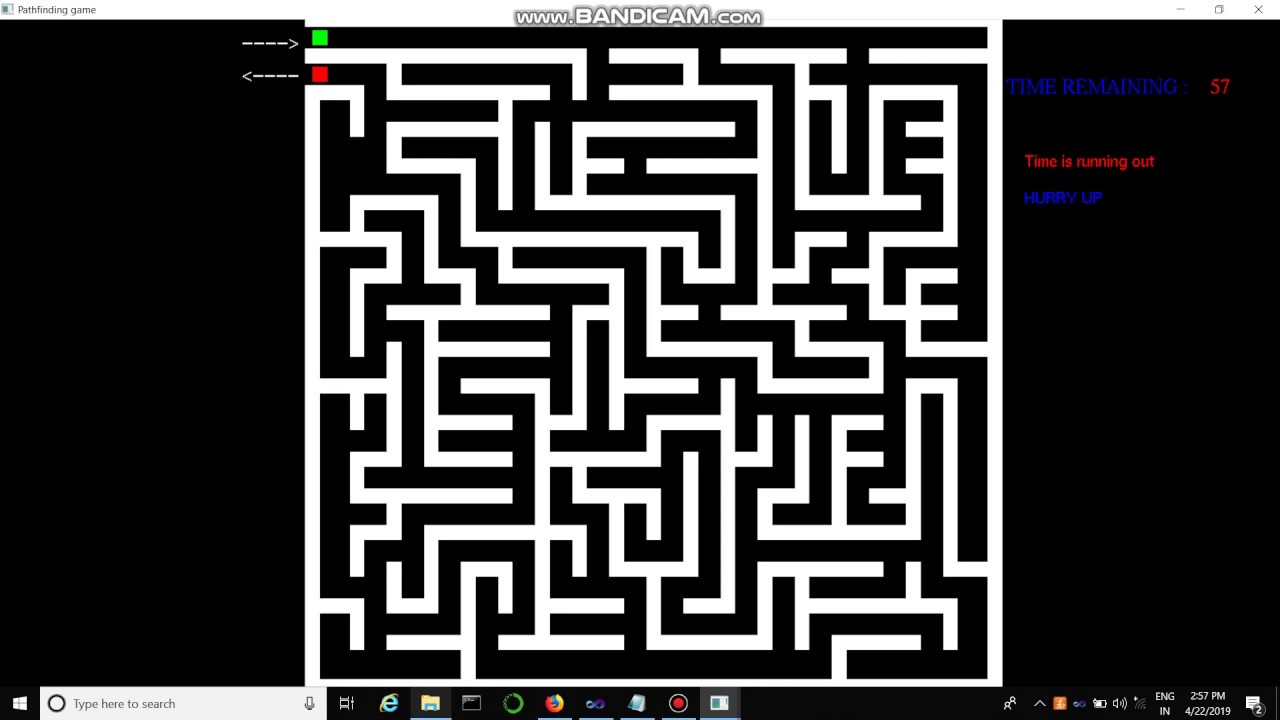 Pathfinding game
www.BANDICAM.com
---->
<----
TIME REMAINING : 57
Time is running out
HURRY UP
Type here to search
ENG
IN
2:57 PM
4/22/2019
2